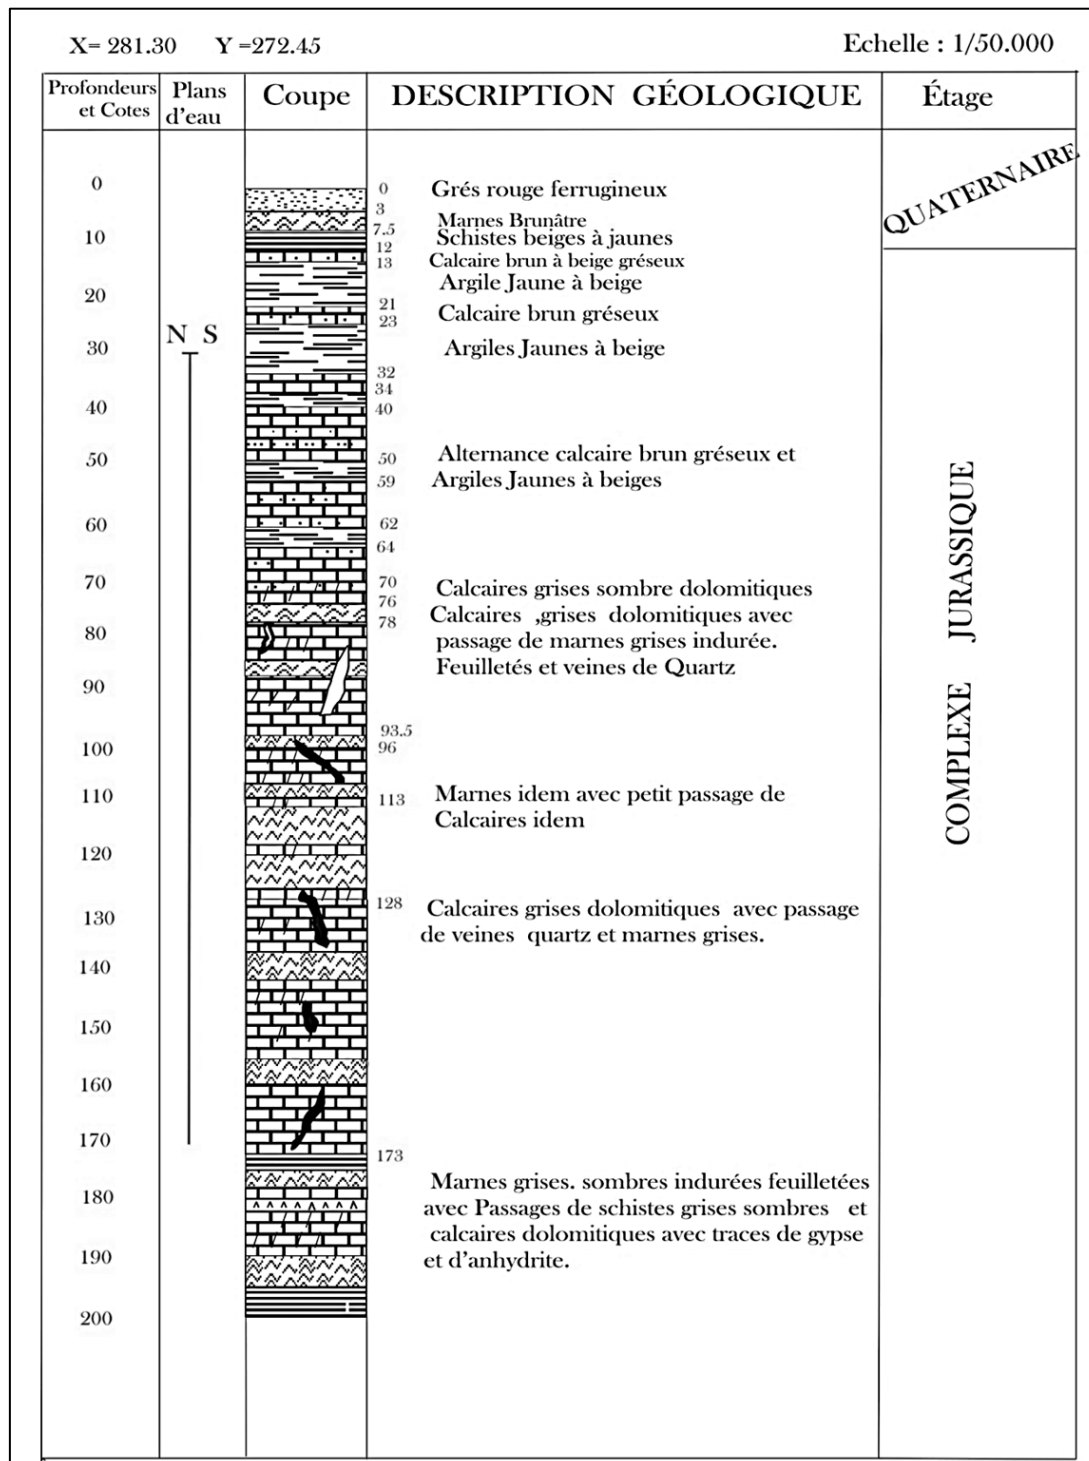 X= 281.30 Y =272.45
Echelle : 1/50.000
Profondeurs et Cotes
Plans d'eau
Coupe
DESCRIPTION GÉOLOGIQUE
Étage
0
10
20
30
40
50
60
70
80
90
100
110
120
130
140
150
160
170
180
190
200
N S
0
3
7.5
12
13
21
23
32
34
40
50
59
62
64
70
76
78
93.5
96
113
128
173
Grés rouge ferrugineux
Marnes Brunâtre
Schistes beiges à jaunes
Calcaire brun à beige gréseux
Argile Jaune à beige
Calcaire brun gréseux
Argiles Jaunes à beige
Alternance calcaire brun gréseux et
Argiles Jaunes à beiges
Calcaires grises sombre dolomitiques
Calcaires ,grises dolomitiques avec
passage de marnes grises indurée.
Feuilletés et veines de Quartz
Marnes idem avec petit passage de
Calcaires idem
Calcaires grises dolomitiques avec passage
de veines quartz et marnes grises.
Marnes grises. sombres indurées feuilletées
avec Passages de schistes grises sombres et
calcaires dolomitiques avec traces de gypse
et d'anhydrite.
QUATERNAIRE
COMPLEXE JURASSIQUE